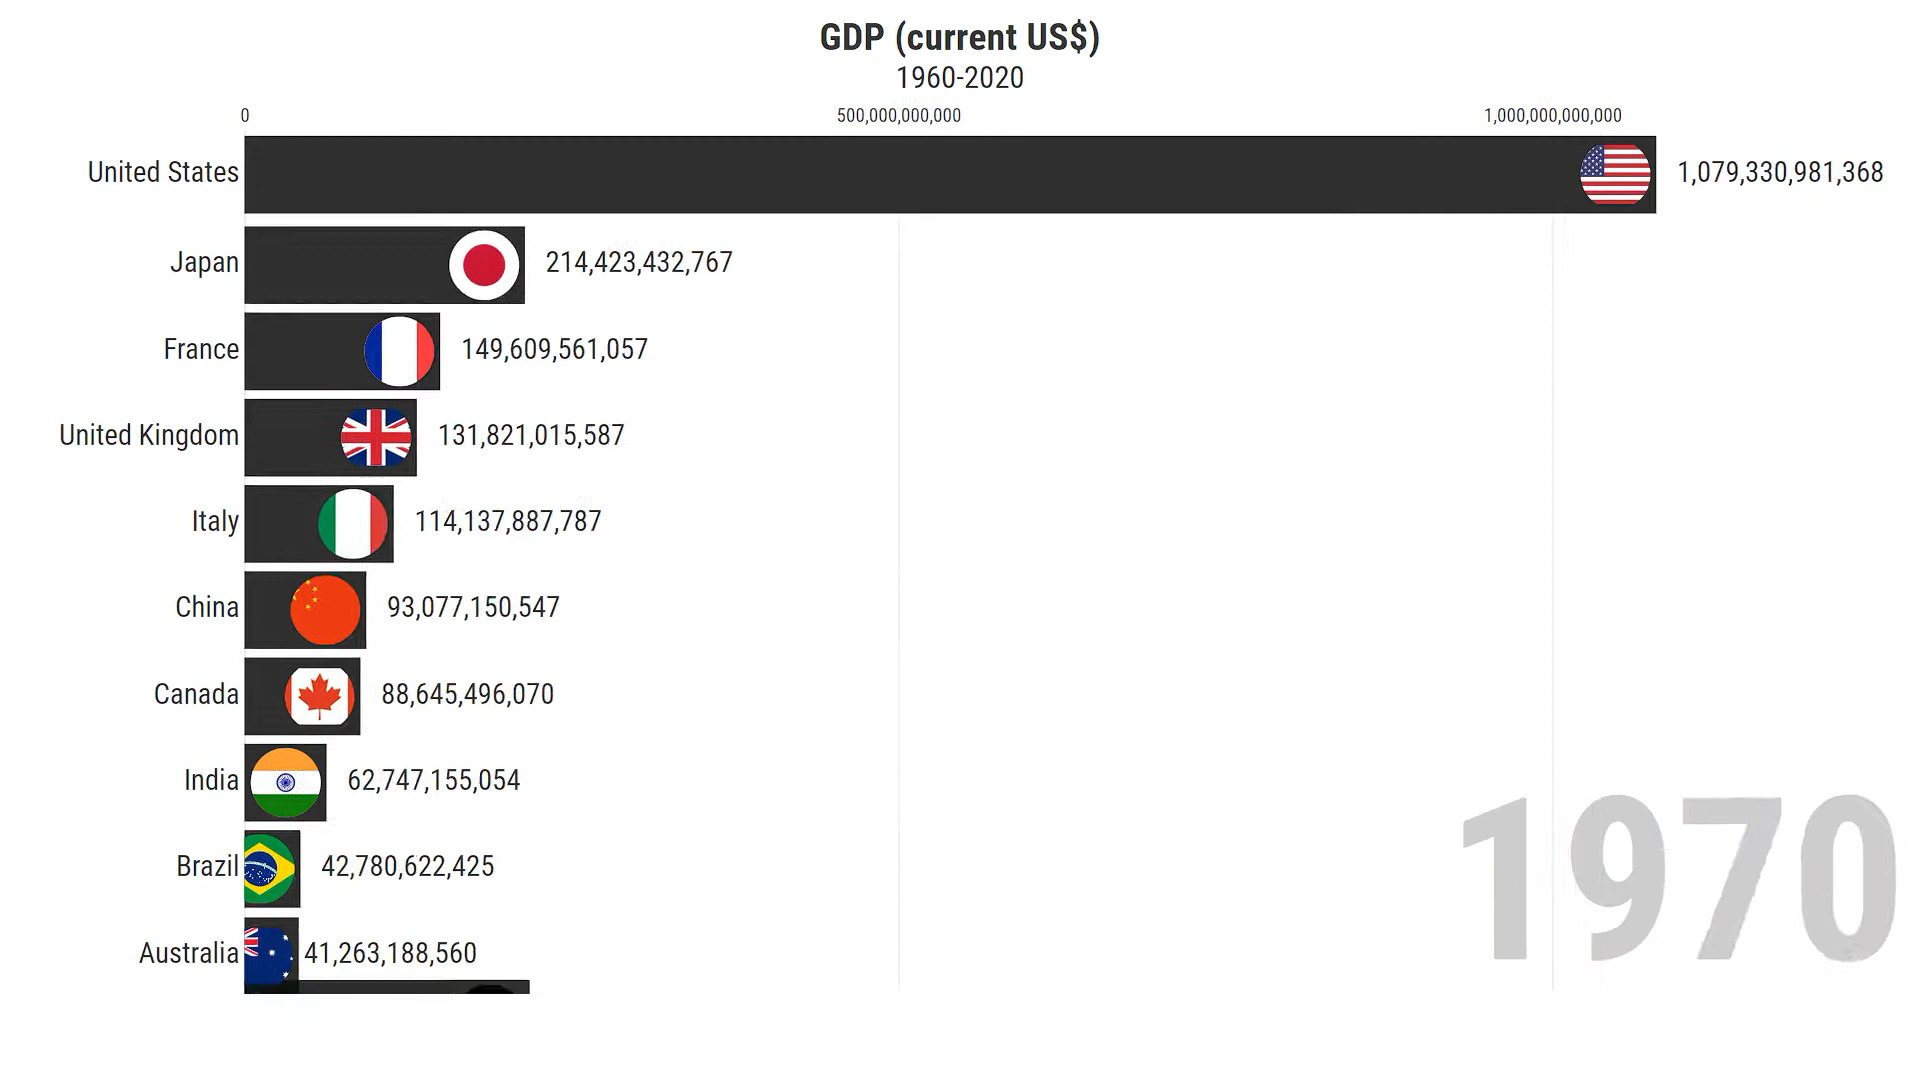 GDP (current US$)
1960-2020
0 500,000,000,000 1,000,000,000,000
United States 1,079,330,981,368
Japan 214,423,432,767
France 149,609,561,057
United Kingdom 131,821,015,587
Italy 114,137,887,787
China 93,077,150,547
Canada 88,645,496,070
India 62,747,155,054
Brazil 42,780,622,425
Australia 41,263,188,560
1970